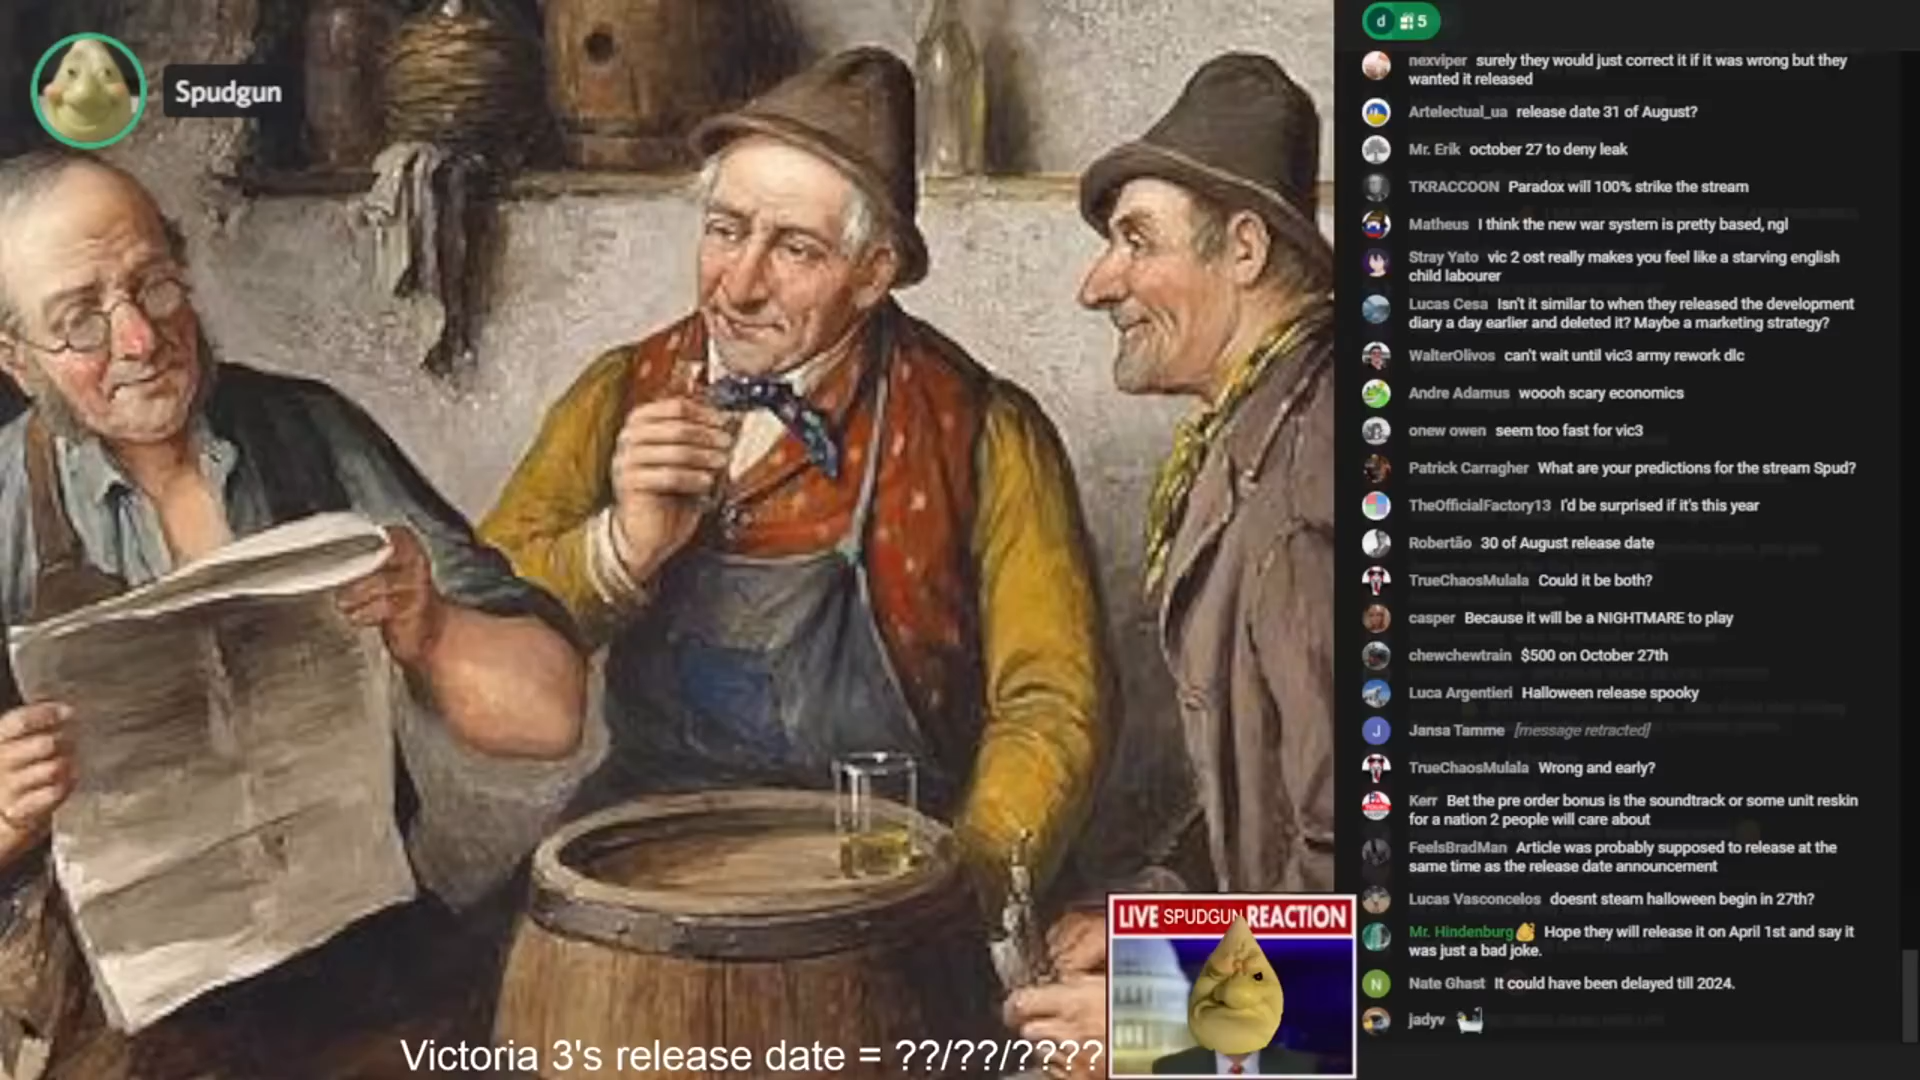 Spudgun
d 5
nexviper surely they would just correct it if it was wrong but they
wanted it released
Artelectual_ua release date 31 of August?
Mr. Erik october 27 to deny leak
TKRACCOON Paradox will 100% strike the stream
Matheus I think the new war system is pretty based, ngl
Stray Yato vic 2 ost really makes you feel like a starving english
child labourer
Lucas Cesa Isn't it similar to when they released the development
diary a day earlier and deleted it? Maybe a marketing strategy?
WalterOlivos can't wait until vic3 army rework dlc
Andre Adamus woooh scary economics
onew owen seem too fast for vic3
Patrick Carragher What are your predictions for the stream Spud?
TheOfficialFactory13 I'd be surprised if it's this year
Robertão 30 of August release date
TrueChaosMulala Could it be both?
casper Because it will be a NIGHTMARE to play
chewchewtrain $500 on October 27th
Luca Argentieri Halloween release spooky
J Jansa Tamme [message retracted]
TrueChaosMulala Wrong and early?
Kerr Bet the pre order bonus is the soundtrack or some unit reskin
for a nation 2 people will care about
FeelsBradMan Article was probably supposed to release at the
same time as the release date announcement
Lucas Vasconcelos doesnt steam halloween begin in 27th?
Mr. Hindenburg Hope they will release it on April 1st and say it
was just a bad joke.
N Nate Ghast It could have been delayed till 2024.
jadyv
LIVE SPUDGUN REACTION
Victoria 3's release date = ??/??/????